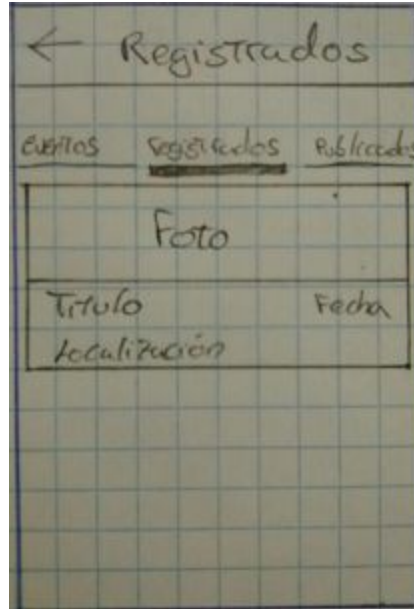 ← Registrados
Eventos Registrados Publicados
Foto
Titulo Fecha
Localización